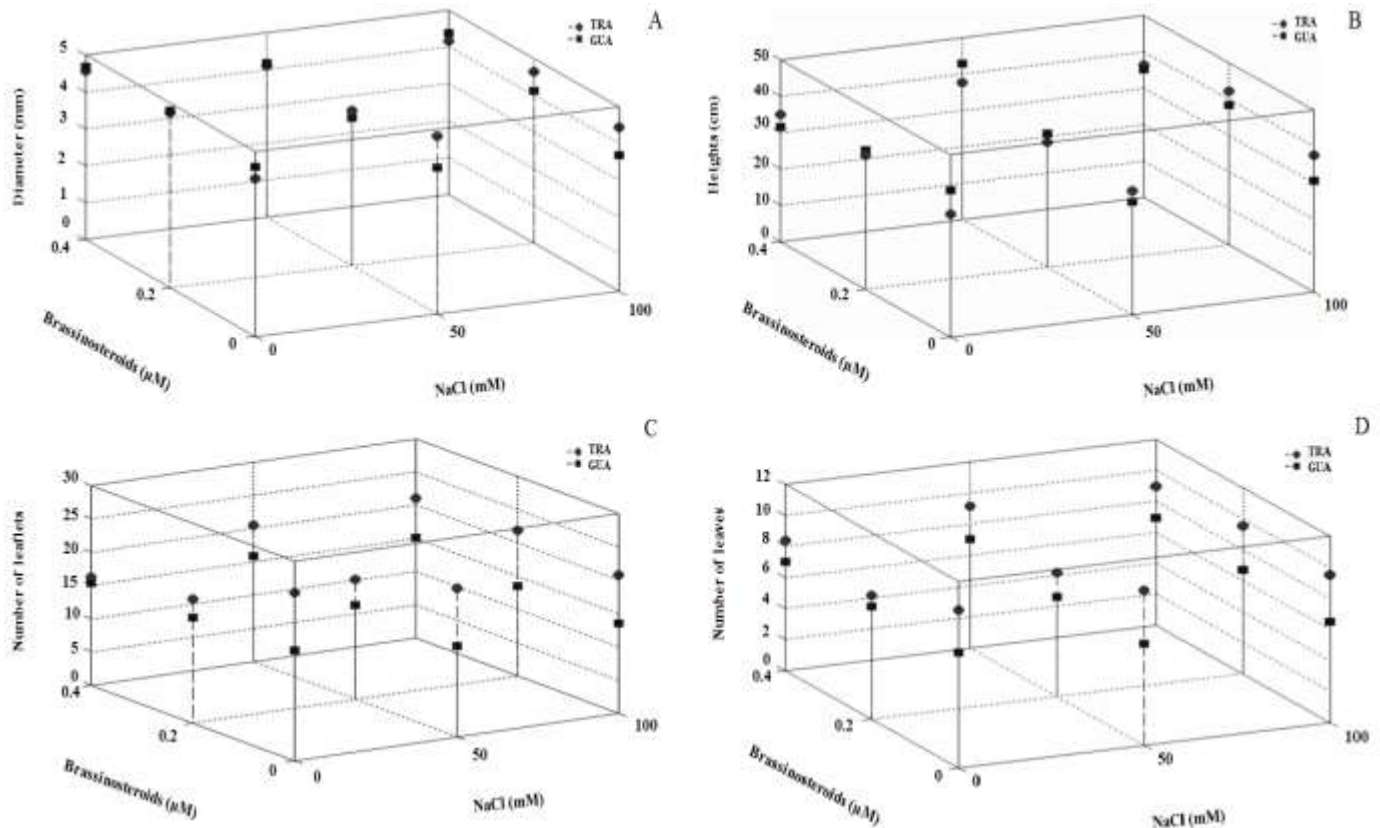 A
TRA
GUA
Diameter (mm)
5
4
3
2
1
0
0.4
0.2
0
0
50
100
Brassinosteroids (µM)
NaCl (mM)
B
TRA
GUA
Heights (cm)
50
40
30
20
10
0
0.4
0.2
0
0
50
100
Brassinosteroids (µM)
NaCl (mM)
C
TRA
GUA
Number of leaflets
30
25
20
15
10
5
0
0.4
0.2
0
0
50
100
Brassinosteroids (µM)
NaCl (mM)
D
TRA
GUA
Number of leaves
12
10
8
6
4
2
0
0.4
0.2
0
0
50
100
Brassinosteroids (µM)
NaCl (mM)